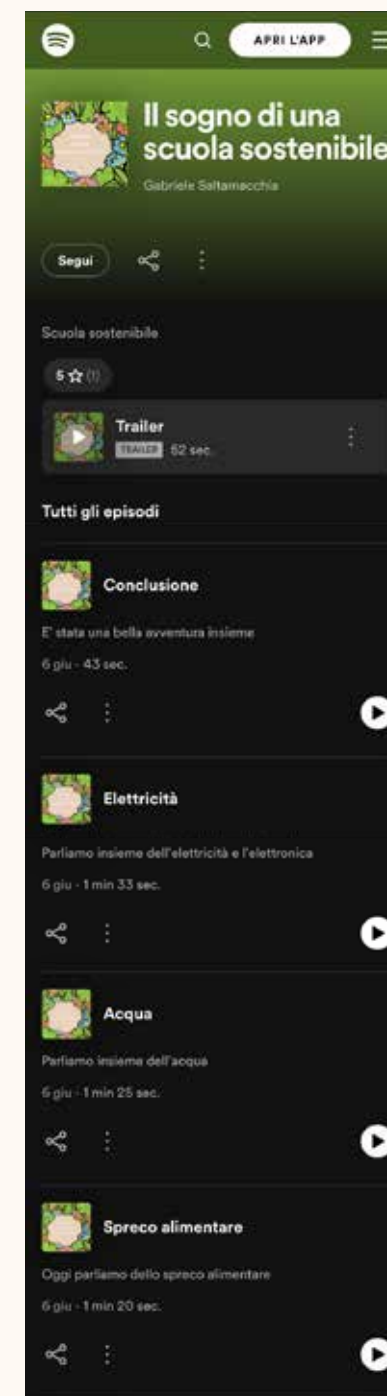 APRI L'APP
Il sogno di una
scuola sostenibile
Gabriele Saltamacchia
Segui
Scuola sostenibile
5 (1)
Trailer
TRAILER 52 sec.
Tutti gli episodi
Conclusione
E' stata una bella avventura insieme
6 giu - 43 sec.
Elettricità
Parliamo insieme dell'elettricità e l'elettronica
6 giu - 1 min 33 sec.
Acqua
Parliamo insieme dell'acqua
6 giu - 1 min 25 sec.
Spreco alimentare
Oggi parliamo dello spreco alimentare
6 giu - 1 min 20 sec.